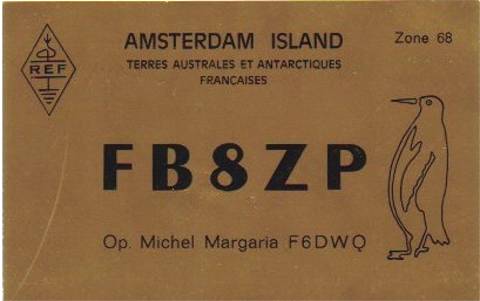 REF
AMSTERDAM ISLAND
Zone 68
TERRES AUSTRALES ET ANTARCTIQUES
FRANCAISES
FB8ZP
Op. Michel Margaria F6DWQ